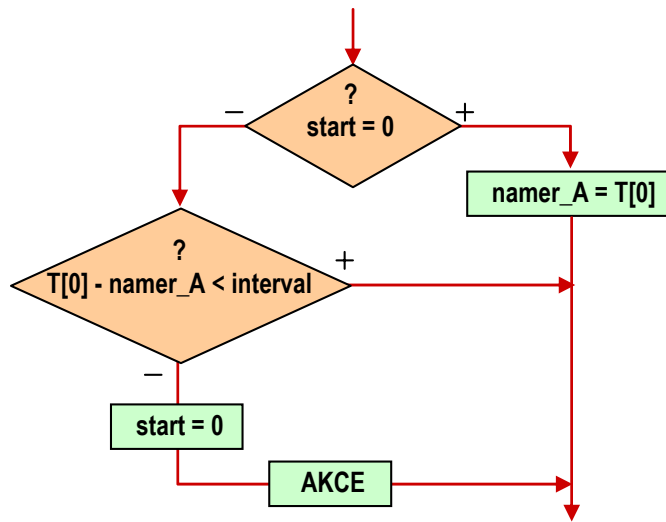 ?
start = 0
−
+
namer_A = T[0]
?
T[0] - namer_A < interval
+
−
start = 0
AKCE